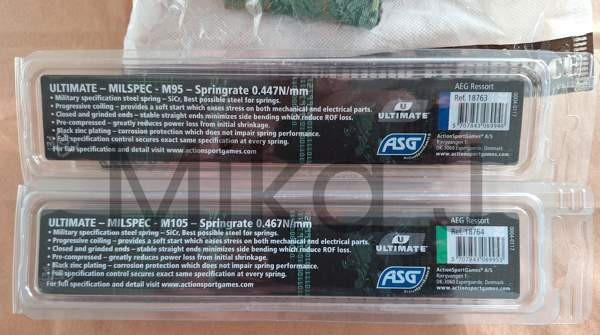 ULTIMATE – MILSPEC - M95 – Springrate 0.447N/mm
• Military specification steel spring – SiCr, Best possible steel for springs.
• Progressive coiling – provides a soft start which eases stress on both mechanical and electrical parts.
• Closed and grinded ends – stable straight ends minimizes side bending which reduce ROF loss.
• Pre-compressed – greatly reduces power loss from initial shrinkage.
• Black zinc plating – corrosion protection which does not impair spring performance.
• Full specification control secures exact same specification at every spring.
For full specification and detail visit www.actionsportgames.com
U
ULTIMATE
ASG
AEG Ressort
Ref. 18763
ActionSportGames A/S
DK-3060 Espergaerde, Denmark
Mika J
ULTIMATE – MILSPEC - M105 – Springrate 0.467N/mm
• Military specification steel spring – SiCr, Best possible steel for springs.
• Progressive coiling – provides a soft start which eases stress on both mechanical and electrical parts.
• Closed and grinded ends – stable straight ends minimizes side bending which reduce ROF loss.
• Pre-compressed – greatly reduces power loss from initial shrinkage.
• Black zinc plating – corrosion protection which does not impair spring performance.
• Full specification control secures exact same specification at every spring.
For full specification and detail visit www.actionsportgames.com
U
ULTIMATE
ASG
AEG Ressort
Ref. 18764
ActionSportGames A/S
DK-3060 Espergaerde, Denmark